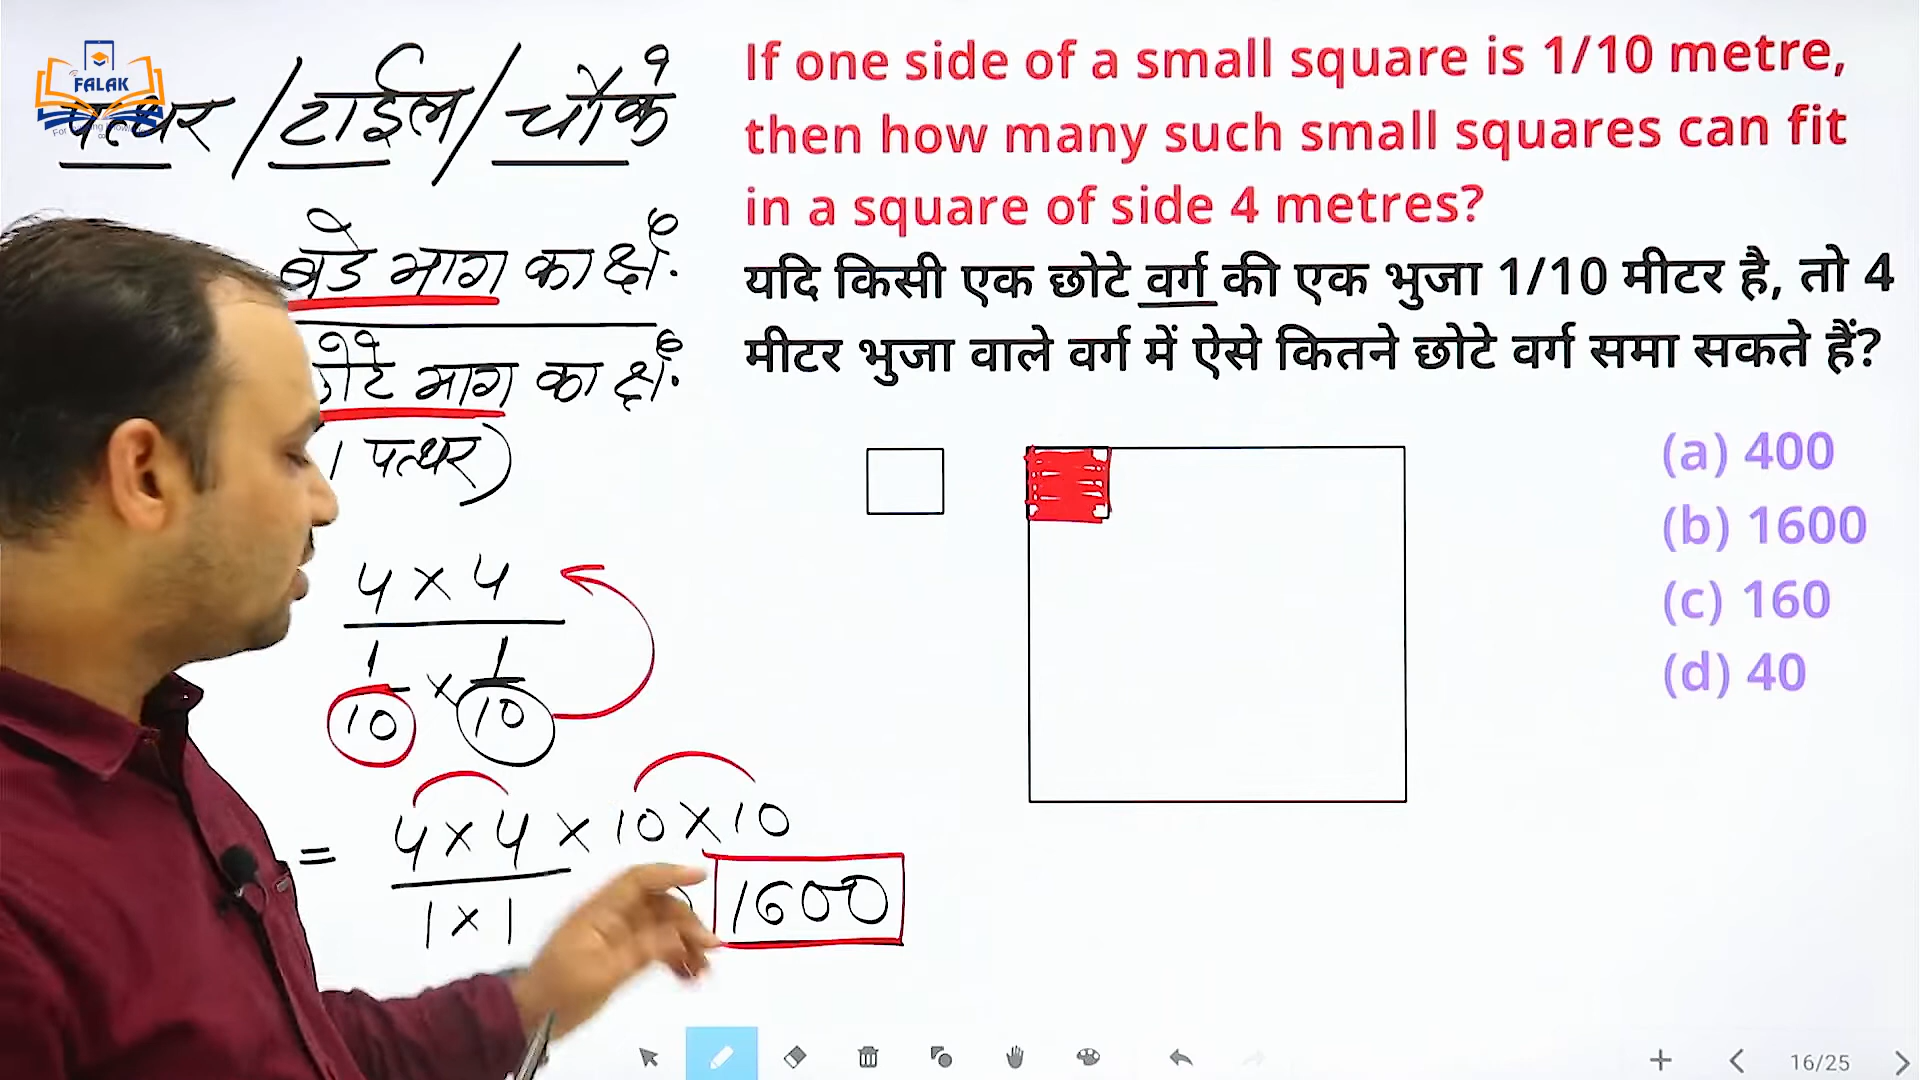 FALAK
पत्थर / टाईल / चौके
बडे भाग का क्षे.
छोटे भाग का क्षे.
1 पत्थर)
4 × 4
1 × 1
10 10
= 4 × 4 × 10 × 10
1 × 1
1600
If one side of a small square is 1/10 metre,
then how many such small squares can fit
in a square of side 4 metres?
यदि किसी एक छोटे वर्ग की एक भुजा 1/10 मीटर है, तो 4
मीटर भुजा वाले वर्ग में ऐसे कितने छोटे वर्ग समा सकते हैं?
(a) 400
(b) 1600
(c) 160
(d) 40
16/25